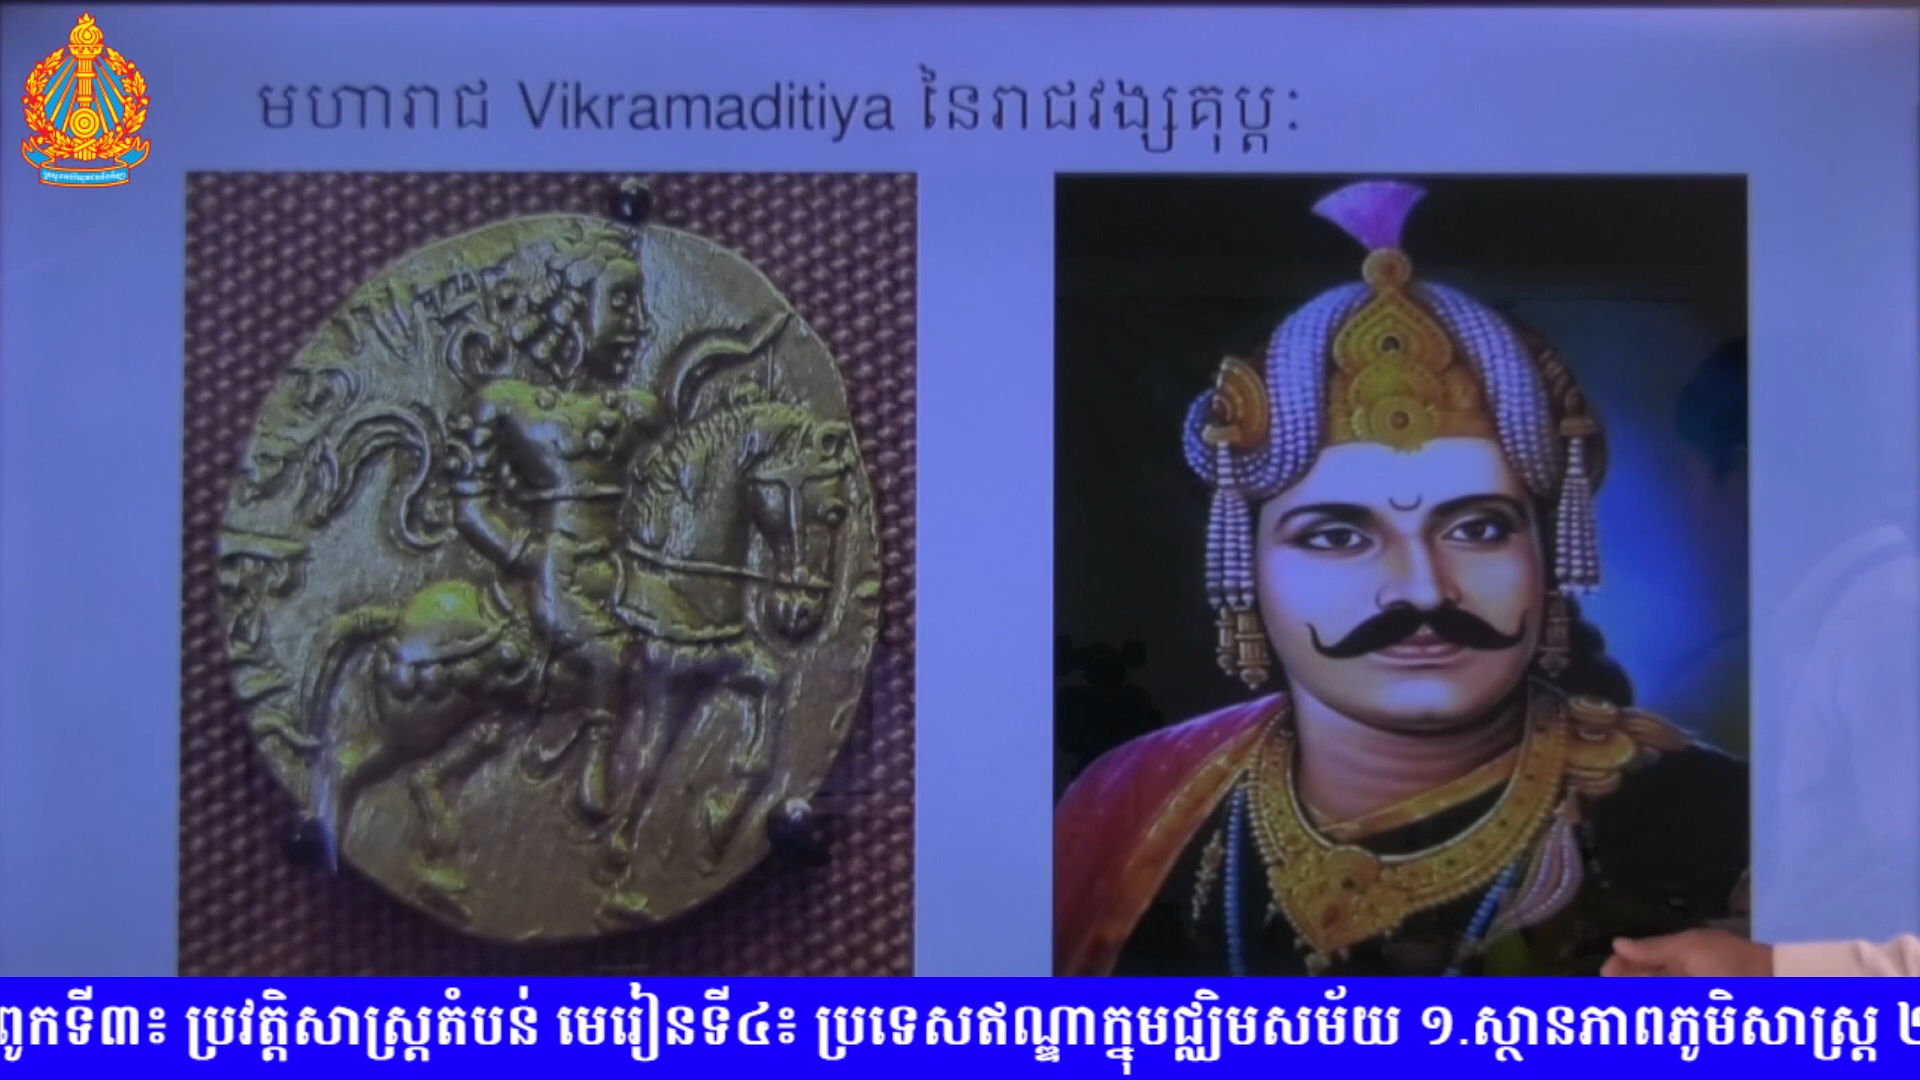 មហារាជ Vikramaditiya នៃរាជវង្សគុប្តៈ
ពូកទី៣៖ ប្រវត្តិសាស្ត្រតំបន់ មេរៀនទី៤៖ ប្រទេសឥណ្ឌាក្នុមជ្ឈិមសម័យ ១.ស្ថានភាពភូមិសាស្ត្រ ២